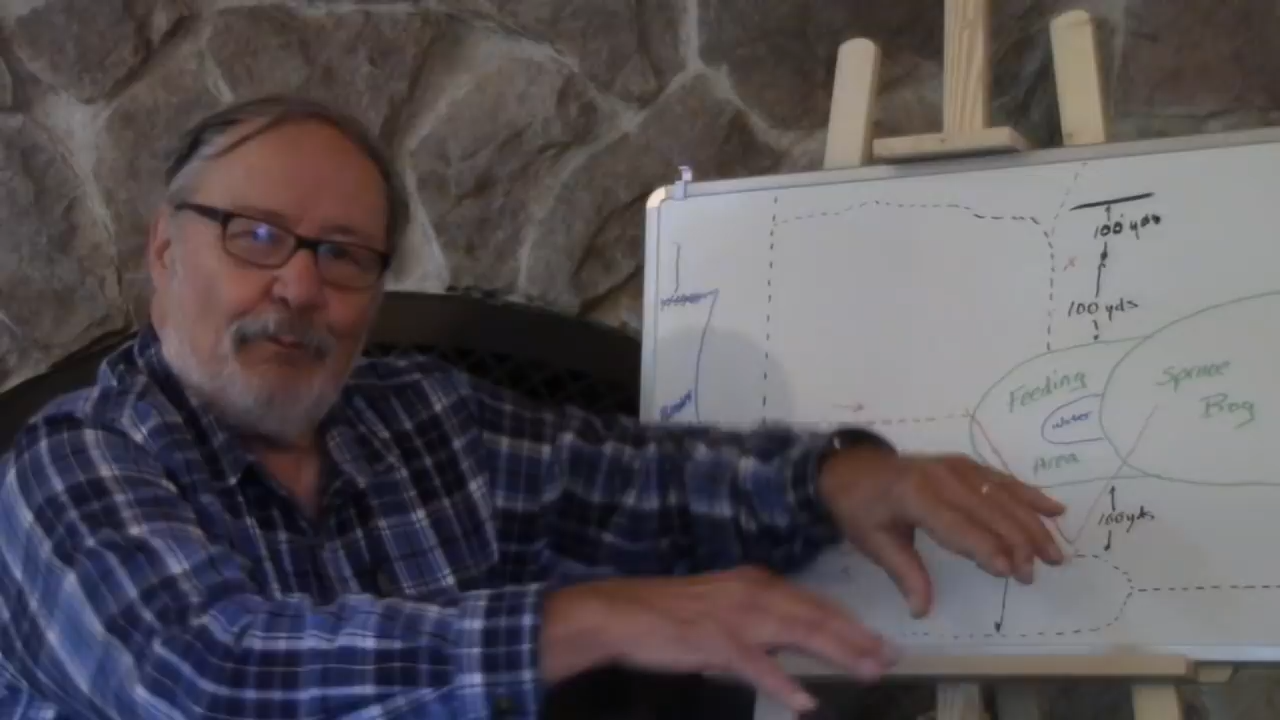 100 yds
100 yds
Feeding
Area
water
Spruce
Bog
100 yds